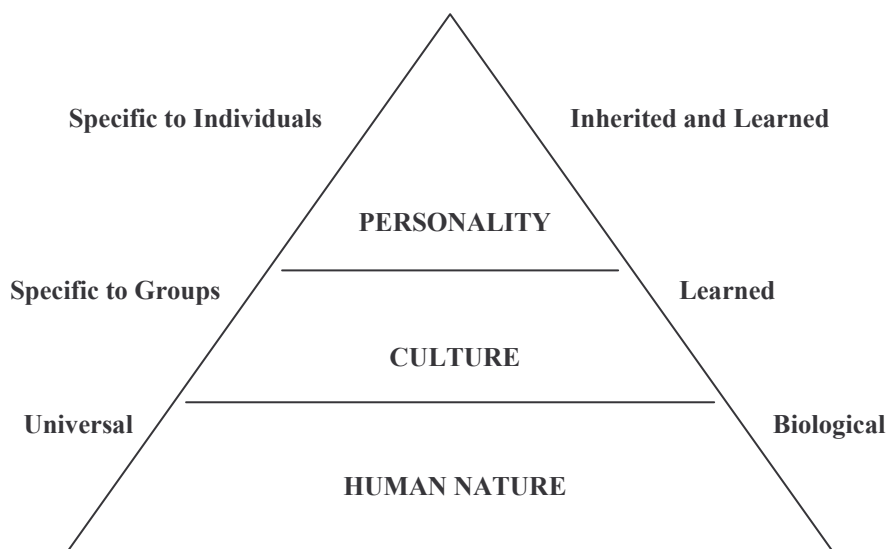 Specific to Individuals
Inherited and Learned
PERSONALITY
Specific to Groups
Learned
CULTURE
Universal
Biological
HUMAN NATURE